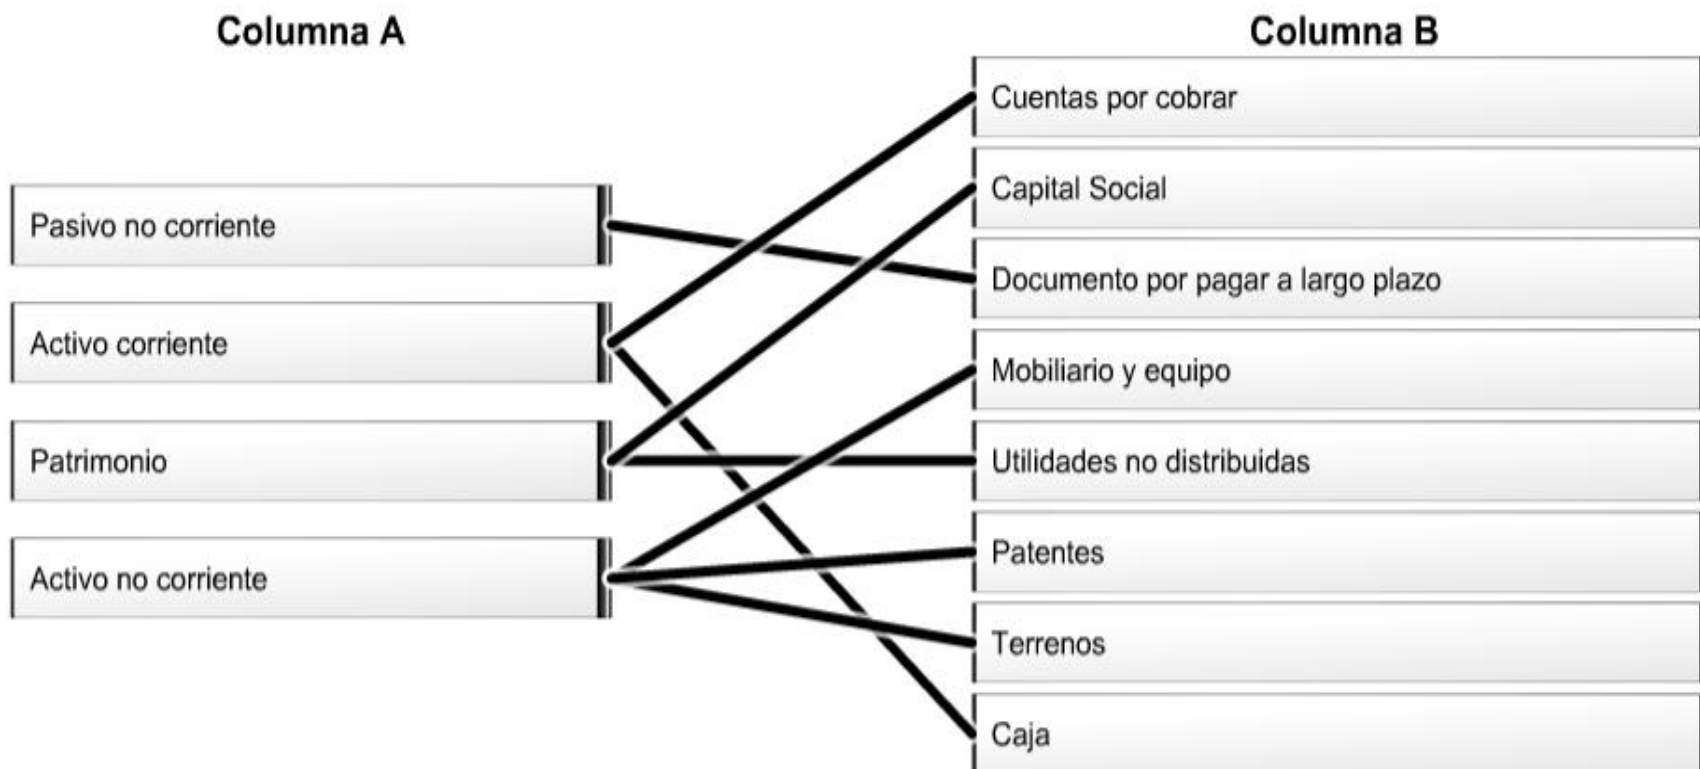 Columna A
Pasivo no corriente
Activo corriente
Patrimonio
Activo no corriente
Columna B
Cuentas por cobrar
Capital Social
Documento por pagar a largo plazo
Mobiliario y equipo
Utilidades no distribuidas
Patentes
Terrenos
Caja